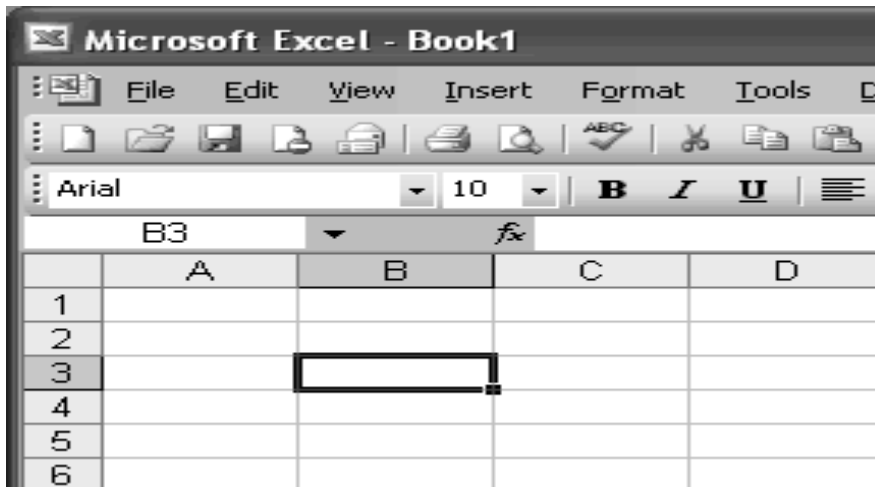 Microsoft Excel - Book1
File Edit View Insert Format Tools D
ABC
Arial 10 B I U
B3 fx
A B C D
1
2
3
4
5
6